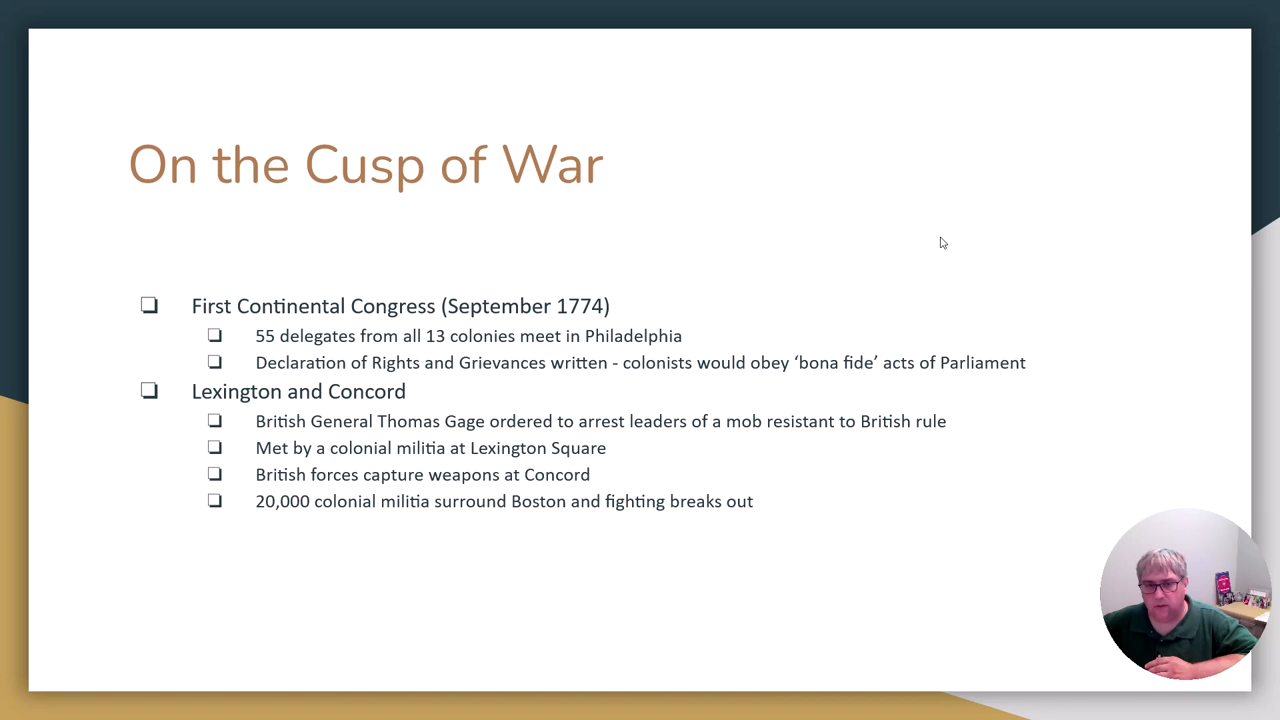 On the Cusp of War
First Continental Congress (September 1774)
55 delegates from all 13 colonies meet in Philadelphia
Declaration of Rights and Grievances written - colonists would obey ‘bona fide’ acts of Parliament
Lexington and Concord
British General Thomas Gage ordered to arrest leaders of a mob resistant to British rule
Met by a colonial militia at Lexington Square
British forces capture weapons at Concord
20,000 colonial militia surround Boston and fighting breaks out